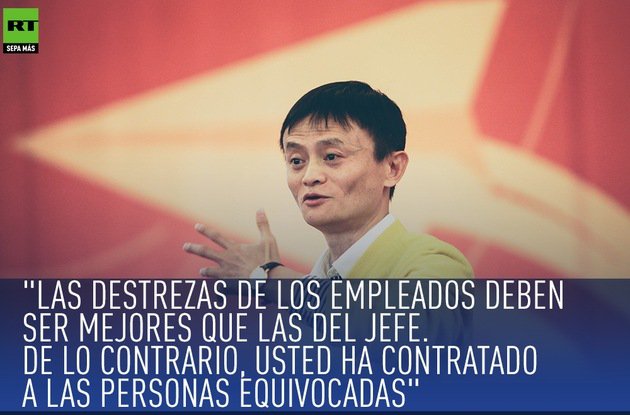 RT
SEPA MÁS
"LAS DESTREZAS DE LOS EMPLEADOS DEBEN
SER MEJORES QUE LAS DEL JEFE.
DE LO CONTRARIO, USTED HA CONTRATADO
A LAS PERSONAS EQUIVOCADAS"